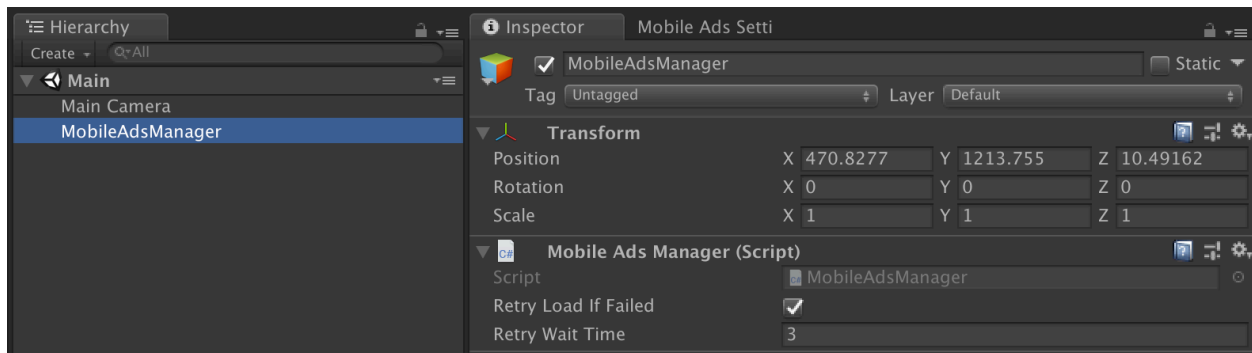 Hierarchy
Create
All
Main
Main Camera
MobileAdsManager
Inspector Mobile Ads Setti
MobileAdsManager Static
Tag Untagged Layer Default
Transform
Position X 470.8277 Y 1213.755 Z 10.49162
Rotation X 0 Y 0 Z 0
Scale X 1 Y 1 Z 1
C# Mobile Ads Manager (Script)
Script MobileAdsManager
Retry Load If Failed
Retry Wait Time 3